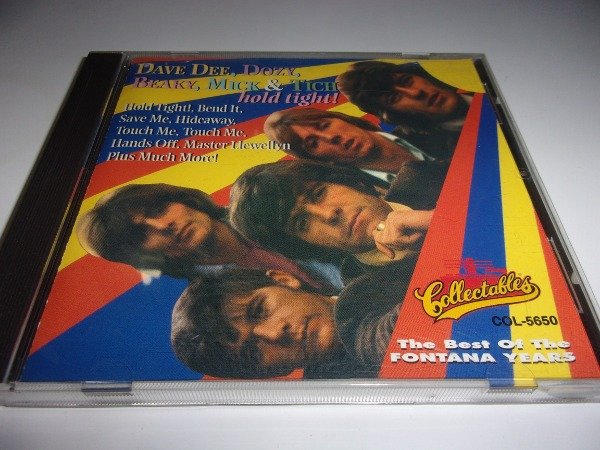 DAVE DEE, DOZY,
BEAKY, MICK & TICH
hold tight!
Hold Tight!, Bend It,
Save Me, Hideaway,
Touch Me, Touch Me,
Hands Off, Master Llewellyn
Plus Much More!
Collectables
COL-5650
The Best Of The
FONTANA YEARS